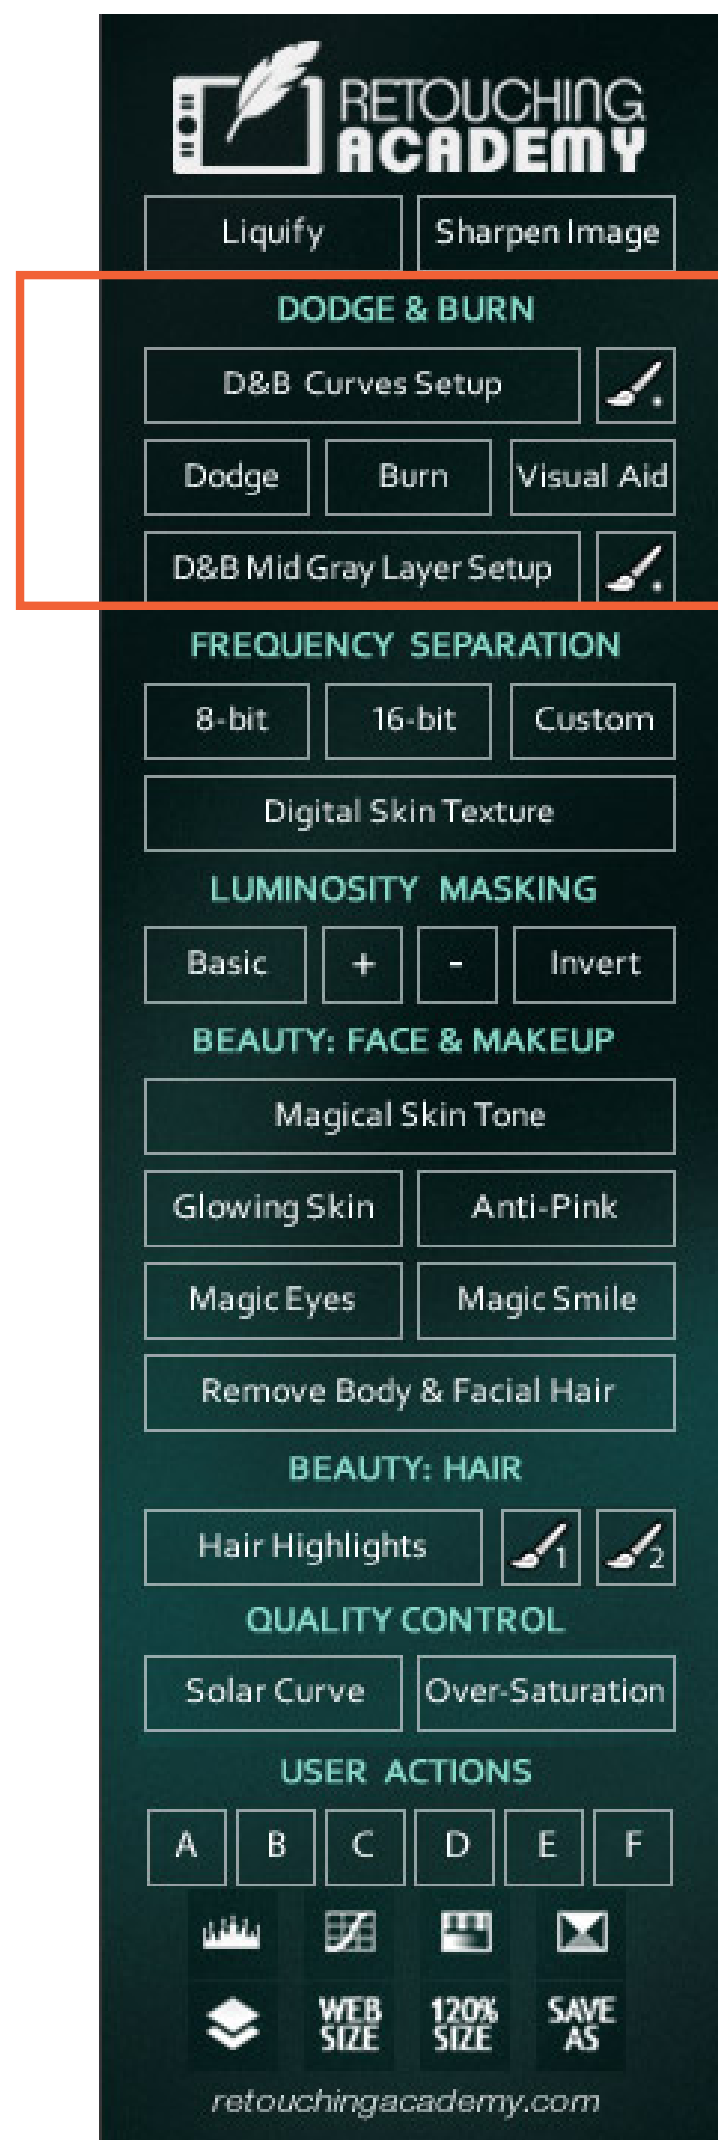 RETOUCHING
ACADEMY
Liquify Sharpen Image
DODGE & BURN
D&B Curves Setup
Dodge Burn Visual Aid
D&B Mid Gray Layer Setup
FREQUENCY SEPARATION
8-bit 16-bit Custom
Digital Skin Texture
LUMINOSITY MASKING
Basic + - Invert
BEAUTY: FACE & MAKEUP
Magical Skin Tone
Glowing Skin Anti-Pink
Magic Eyes Magic Smile
Remove Body & Facial Hair
BEAUTY: HAIR
Hair Highlights 1 2
QUALITY CONTROL
Solar Curve Over-Saturation
USER ACTIONS
A B C D E F
WEB 120% SAVE
SIZE SIZE AS
retouchingacademy.com